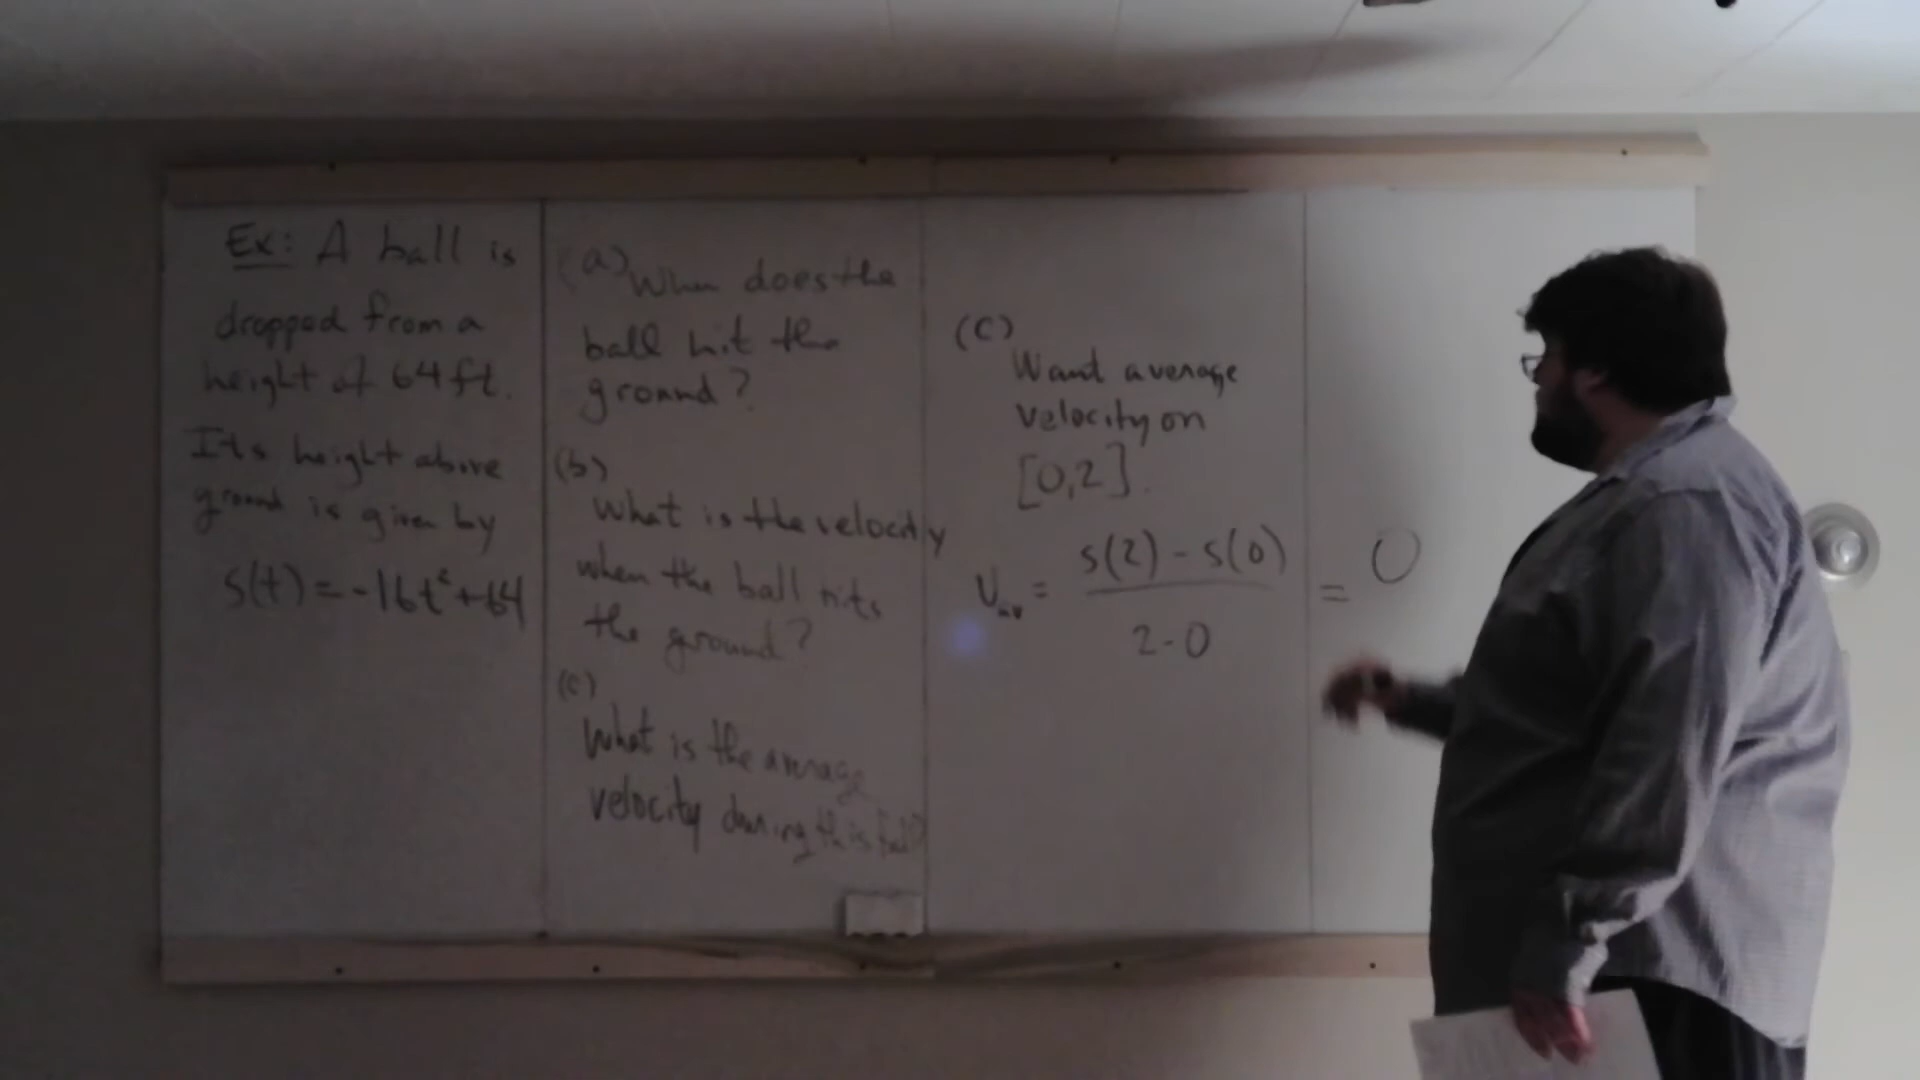 Ex: A ball is
dropped from a
height of 64 ft.
Its height above
ground is given by
s(t) = -16t² + 64
(a) When does the
ball hit the
ground?
(b)
What is the velocity
when the ball hits
the ground?
(c)
What is the average
velocity during this fall?
(c)
Want average
velocity on
[0,2].
Vav = s(2) - s(0) / 2-0 = 0